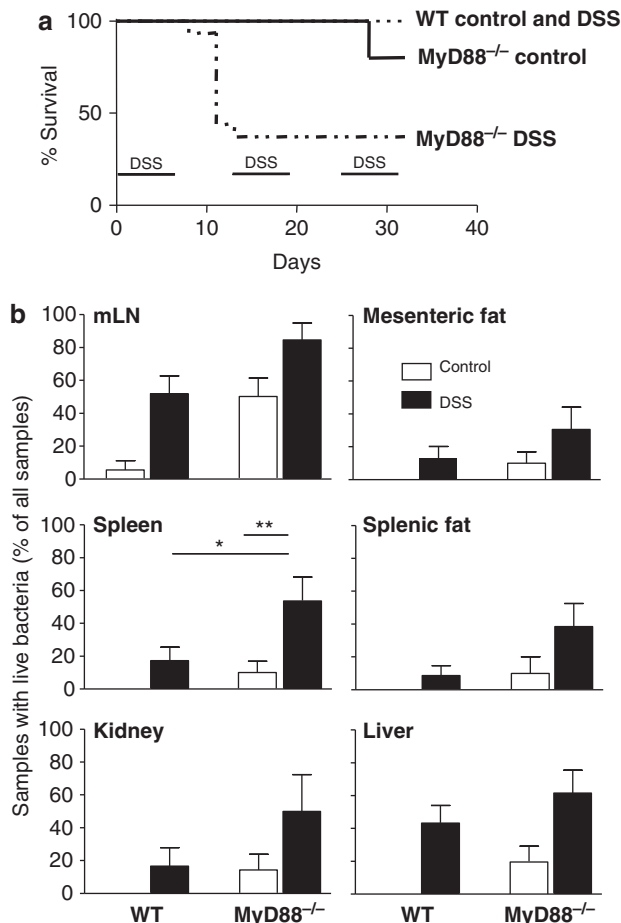 a
WT control and DSS
MyD88⁻/⁻ control
MyD88⁻/⁻ DSS
% Survival
100
50
0
DSS DSS DSS
0 10 20 30 40
Days
b
Samples with live bacteria (% of all samples)
mLN
100
80
60
40
20
0
Mesenteric fat
Control
DSS
Spleen
100
80
60
40
20
0
*
**
Splenic fat
Kidney
100
80
60
40
20
0
Liver
WT MyD88⁻/⁻ WT MyD88⁻/⁻